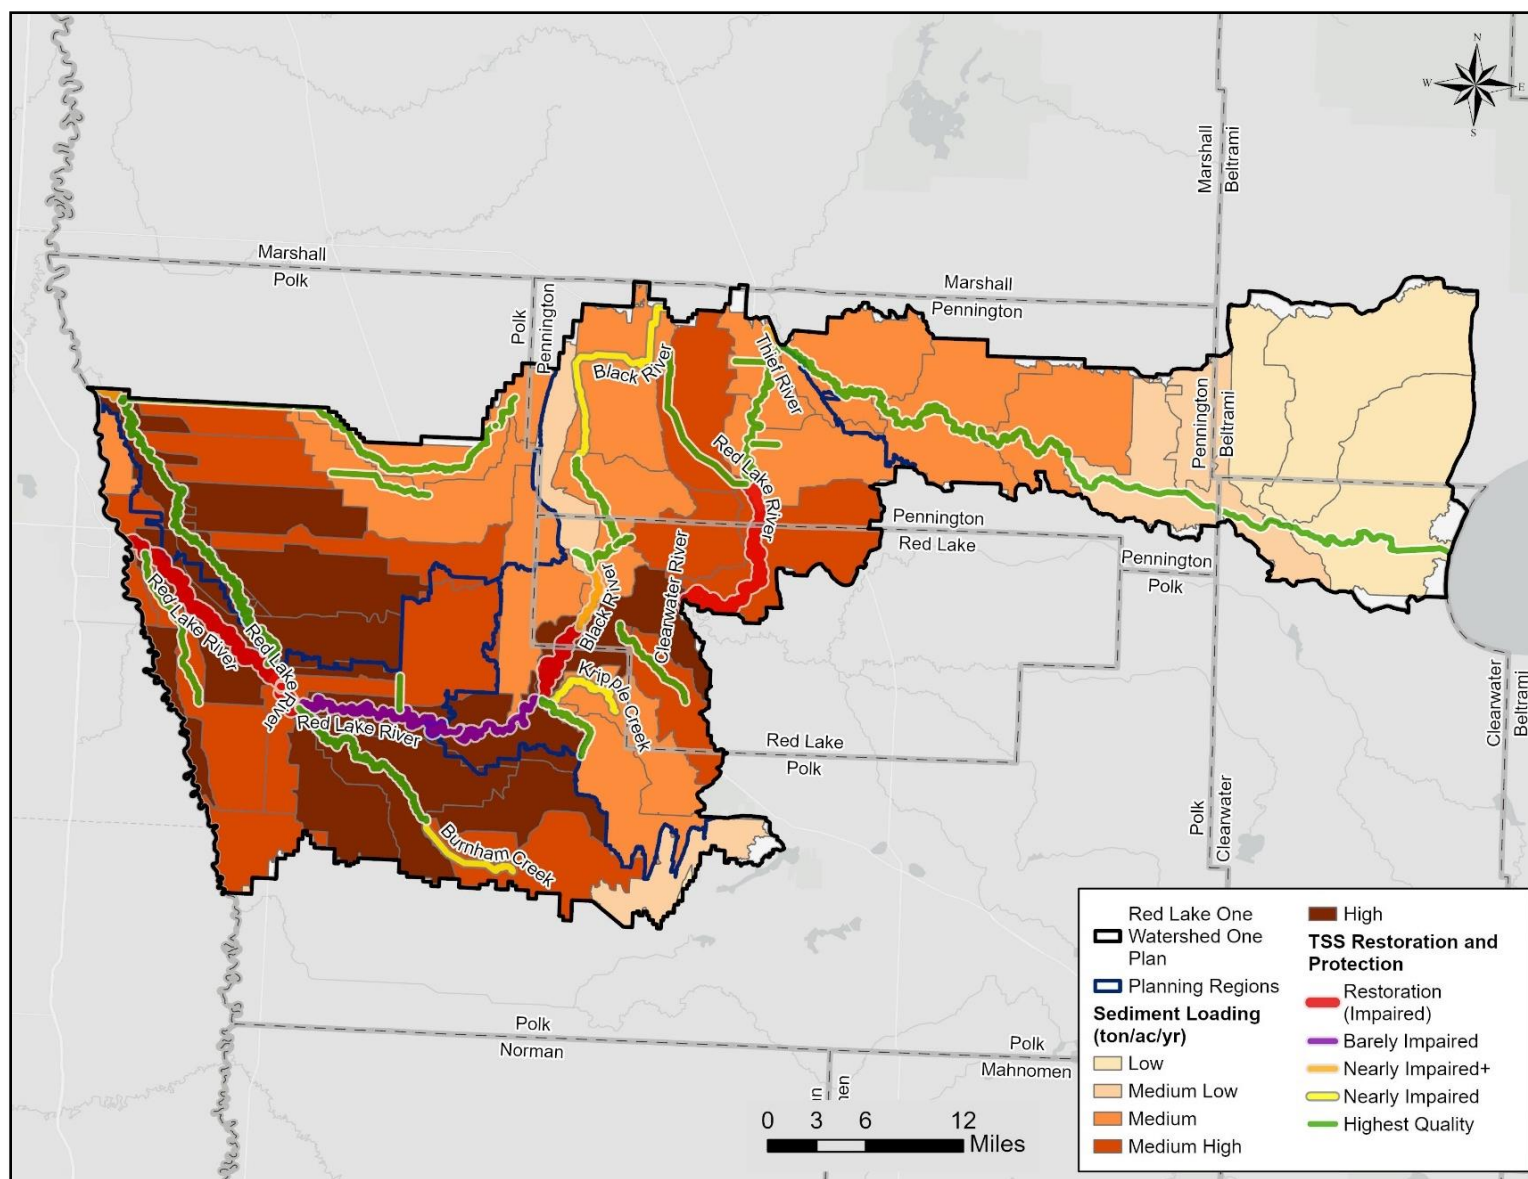 N
W
E
S
Marshall
Beltrami
Marshall
Polk
Marshall
Pennington
Polk
Pennington
Black River
Thief River
Pennington
Beltrami
Red Lake River
Pennington
Red Lake
Pennington
Polk
Clearwater River
Black River
Red Lake River
Red Lake River
Kripple Creek
Red Lake River
Red Lake
Polk
Clearwater
Beltrami
Polk
Clearwater
Burnham Creek
Polk
Norman
Polk
Mahnomen
0 3 6 12
Miles
Red Lake One
Watershed One
Plan
Planning Regions
Sediment Loading
(ton/ac/yr)
Low
Medium Low
Medium
Medium High
High
TSS Restoration and
Protection
Restoration
(Impaired)
Barely Impaired
Nearly Impaired+
Nearly Impaired
Highest Quality